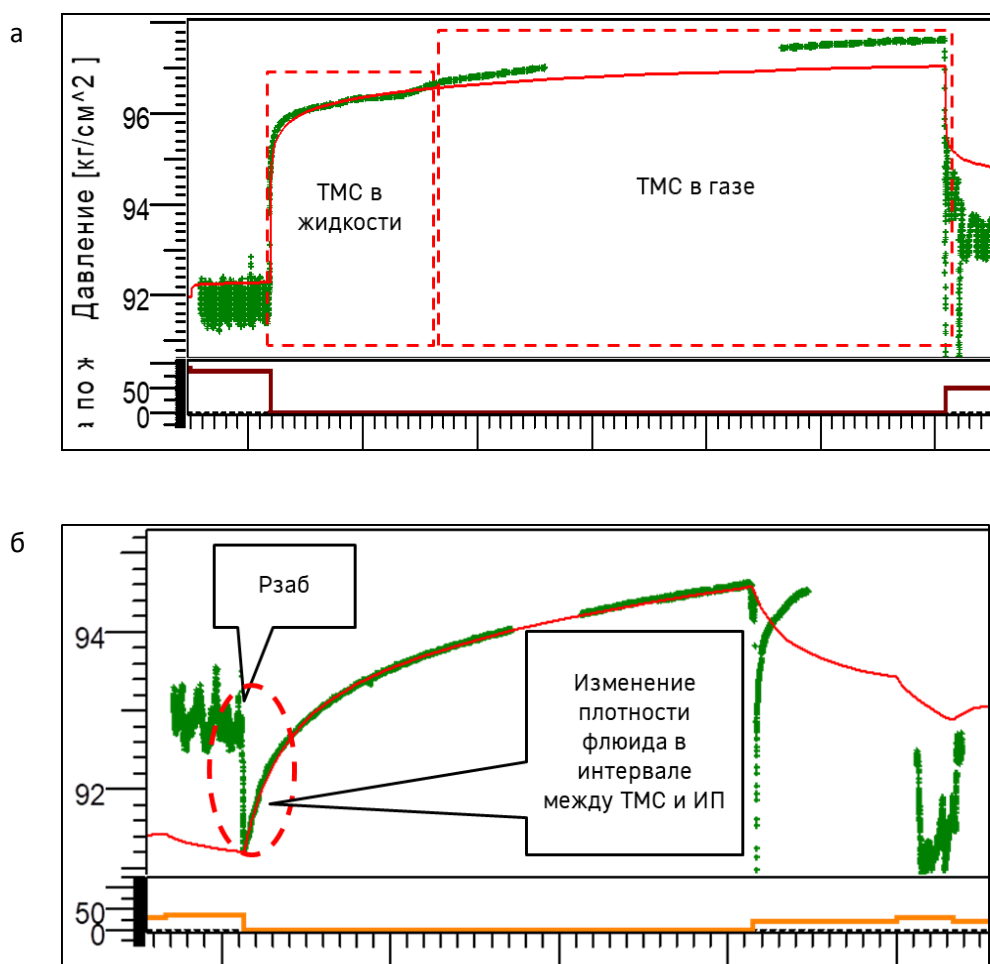 а
Давление [кг/см^2 ]
96
94
92
ТМС в
жидкости
ТМС в газе
а по ж
50
0
б
Рзаб
94
92
Изменение
плотности
флюида в
интервале
между ТМС и ИП
50
0